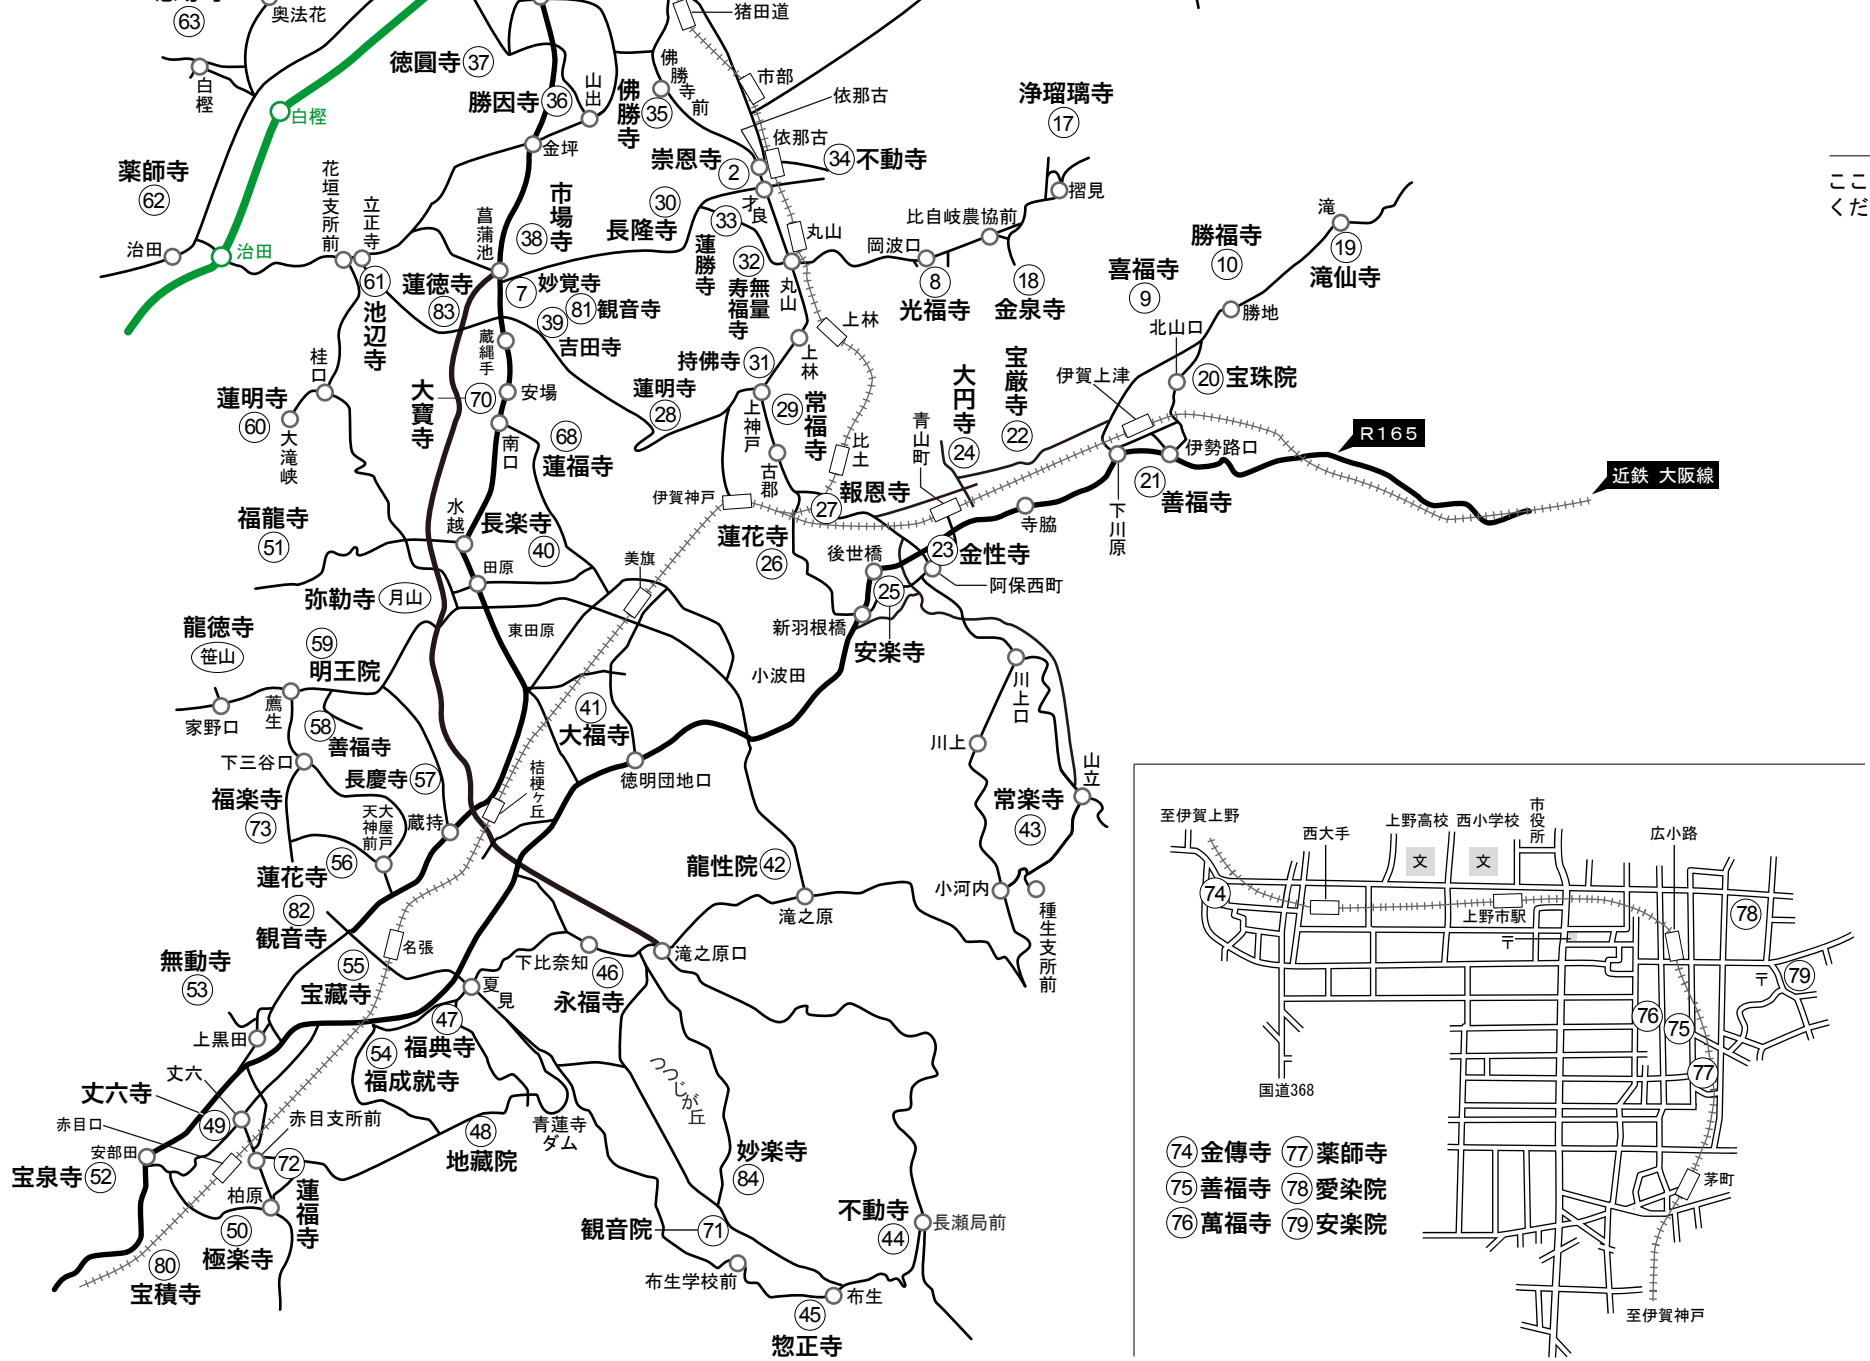 63
奥法花
猪田道
徳圓寺 37
佛勝寺前
市部
白樫
山出
勝因寺 36
佛勝寺
35
依那古
浄瑠璃寺
17
白樫
金坪
依那古
崇恩寺
2
34 不動寺
薬師寺
62
花垣支所前
立正寺
菖蒲池
市場寺
38
30
長隆寺
33
才良
蓮勝寺
丸山
岡波口
比自岐農協前
摺見
滝
19
滝仙寺
勝福寺
10
喜福寺
9
治田
治田
61
池辺寺
蓮徳寺
83
7 妙覚寺
81 観音寺
39
吉田寺
32
無量寿福寺
丸山
8
光福寺
18
金泉寺
勝地
北山口
蔵縄手
上林
上林
持佛寺 31
桂口
大寶寺
70
安場
蓮明寺
28
上神戸
29
常福寺
大円寺
24
宝厳寺
22
伊賀上津
20 宝珠院
蓮明寺
60
大滝峡
南口
68
蓮福寺
比土
青山町
R165
伊勢路口
21
善福寺
近鉄 大阪線
古郡
伊賀神戸
報恩寺
27
福龍寺
51
水越
長楽寺
40
蓮花寺
26
後世橋
寺脇
下川原
23 金性寺
阿保西町
田原
美旗
弥勒寺 月山
25
新羽根橋
安楽寺
東田原
龍徳寺
笹山
59
明王院
小波田
川上口
薦生
家野口
58
善福寺
41
大福寺
川上
下三谷口
長慶寺 57
桔梗ヶ丘
徳明団地口
山立
福楽寺
73
天神前
大屋戸
蔵持
常楽寺
43
56
蓮花寺
龍性院 42
小河内
種生支所前
82
観音寺
滝之原
名張
下比奈知
滝之原口
無動寺
53
55
宝蔵寺
夏見
46
永福寺
上黒田
47
福典寺
54
福成就寺
つつじが丘
丈六
丈六寺
赤目口
49
赤目支所前
青蓮寺ダム
48
地蔵院
安部田
宝泉寺 52
72
蓮福寺
柏原
50
極楽寺
80
宝積寺
妙楽寺
84
観音院 71
不動寺
44
長瀬局前
布生学校前
布生
45
惣正寺
ここ
くだ
至伊賀上野
西大手
上野高校
西小学校
市役所
広小路
文
文
74
上野市駅
〒
78
〒
79
76
75
77
国道368
茅町
至伊賀神戸
74 金傳寺 77 薬師寺
75 善福寺 78 愛染院
76 萬福寺 79 安楽院